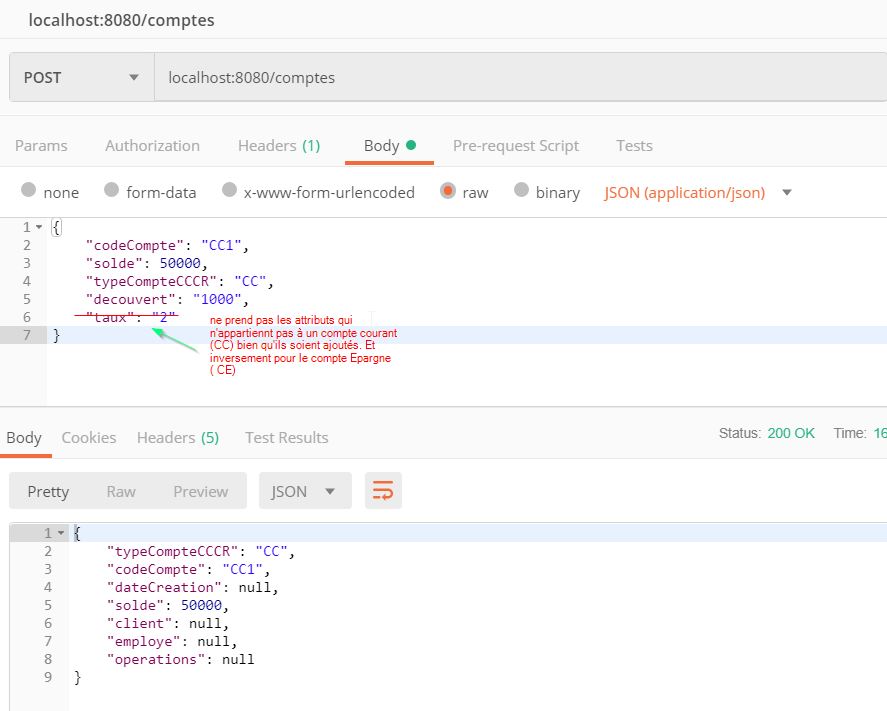 localhost:8080/comptes
POST localhost:8080/comptes
Params Authorization Headers (1) Body Pre-request Script Tests
none form-data x-www-form-urlencoded raw binary JSON (application/json)
1 {
2 "codeCompte": "CC1",
3 "solde": 50000,
4 "typeCompteCCCR": "CC",
5 "decouvert": "1000",
6 "taux": "2"
7 }
ne prend pas les attributs qui
n'appartiennt pas à un compte courant
(CC) bien qu'ils soient ajoutés. Et
inversement pour le compte Epargne
( CE)
Body Cookies Headers (5) Test Results Status: 200 OK Time: 16
Pretty Raw Preview JSON
1 {
2 "typeCompteCCCR": "CC",
3 "codeCompte": "CC1",
4 "dateCreation": null,
5 "solde": 50000,
6 "client": null,
7 "employe": null,
8 "operations": null
9 }